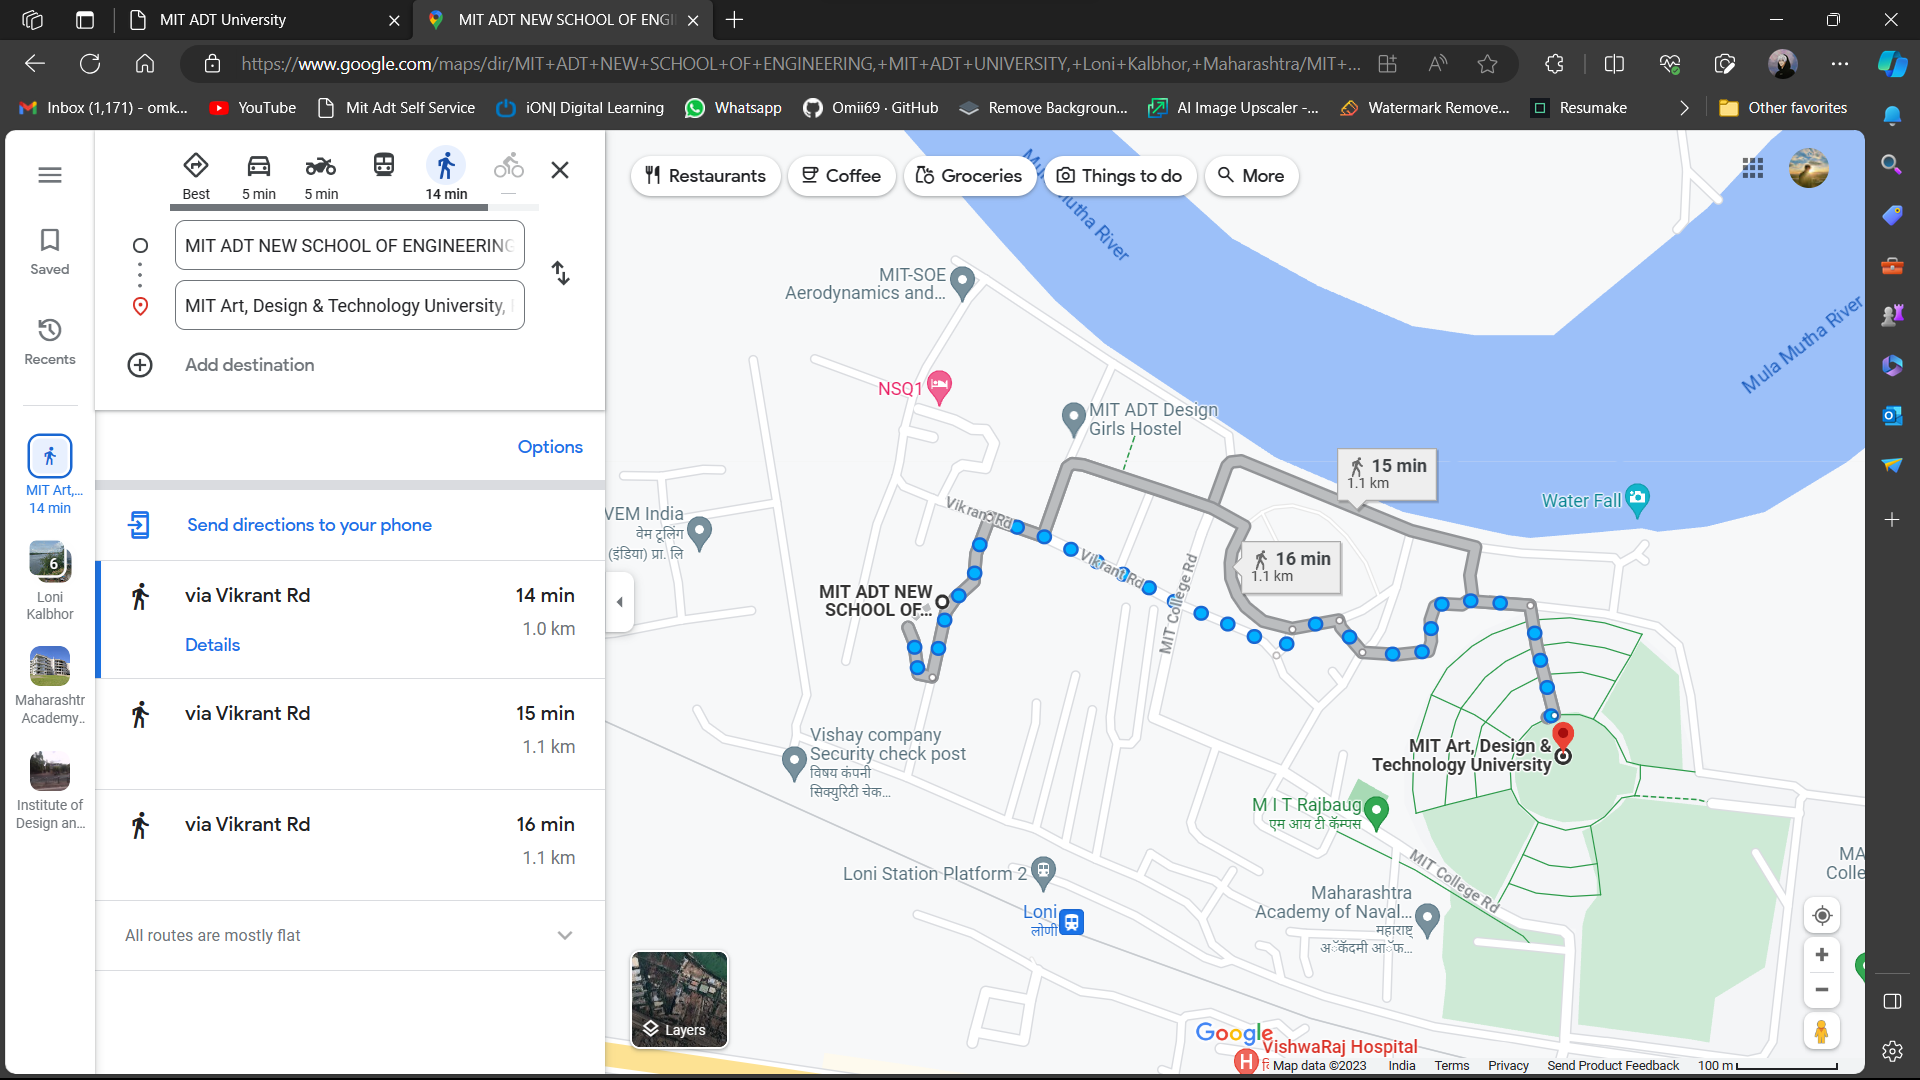 MIT ADT University
MIT ADT NEW SCHOOL OF ENGI
https://www.google.com/maps/dir/MIT+ADT+NEW+SCHOOL+OF+ENGINEERING,+MIT+ADT+UNIVERSITY,+Loni+Kalbhor,+Maharashtra/MIT+...
Inbox (1,171) - omk...
YouTube
Mit Adt Self Service
iON| Digital Learning
Whatsapp
Omii69 · GitHub
Remove Backgroun...
AI Image Upscaler -...
Watermark Remove...
Resumake
Other favorites
Best
5 min
5 min
14 min
—
MIT ADT NEW SCHOOL OF ENGINEERING
MIT Art, Design & Technology University,
Add destination
Saved
Recents
MIT Art,...
14 min
6
Loni
Kalbhor
Maharashtr
Academy..
Institute of
Design an...
Options
Send directions to your phone
via Vikrant Rd
14 min
1.0 km
Details
via Vikrant Rd
15 min
1.1 km
via Vikrant Rd
16 min
1.1 km
All routes are mostly flat
Restaurants
Coffee
Groceries
Things to do
More
Mula Mutha River
Mula Mutha River
MIT-SOE
Aerodynamics and...
NSQ1
MIT ADT Design
Girls Hostel
15 min
1.1 km
Water Fall
Vikrant Rd
VEM India
वेम टूलिंग
(इंडिया) प्रा. लि
Vikrant Rd
16 min
1.1 km
MIT College Rd
MIT ADT NEW
SCHOOL OF...
Vishay company
Security check post
विषय कंपनी
सिक्युरिटी चेक...
MIT Art, Design &
Technology University
M I T Rajbaug
एम आय टी कॅम्पस
MIT College Rd
Loni Station Platform 2
Loni
लोणी
Maharashtra
Academy of Naval...
महाराष्ट्र
अॅकॅदमी ऑफ...
MA
Colle
Layers
Google
VishwaRaj Hospital
H
Map data ©2023
India
Terms
Privacy
Send Product Feedback
100 m